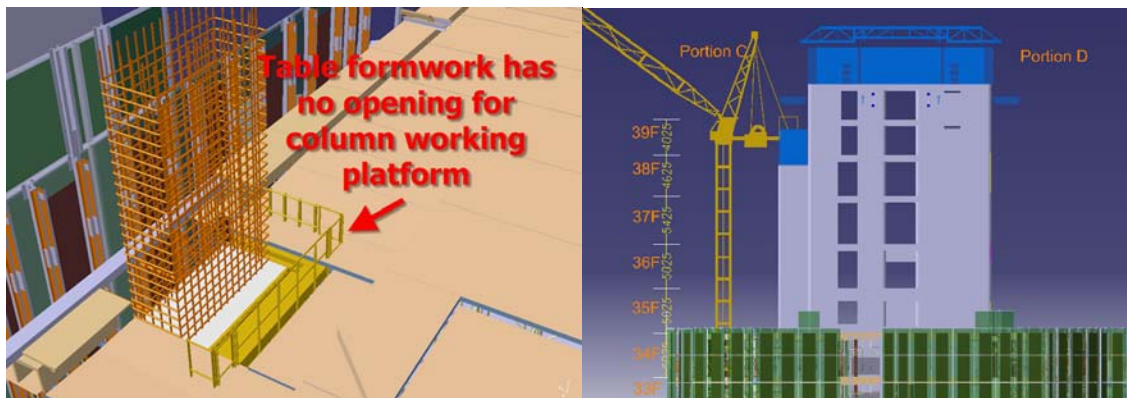 Table formwork has
no opening for
column working
platform
Portion C
Portion D
39F
4025
38F
4625
37F
5425
36F
5025
35F
5025
34F
33F